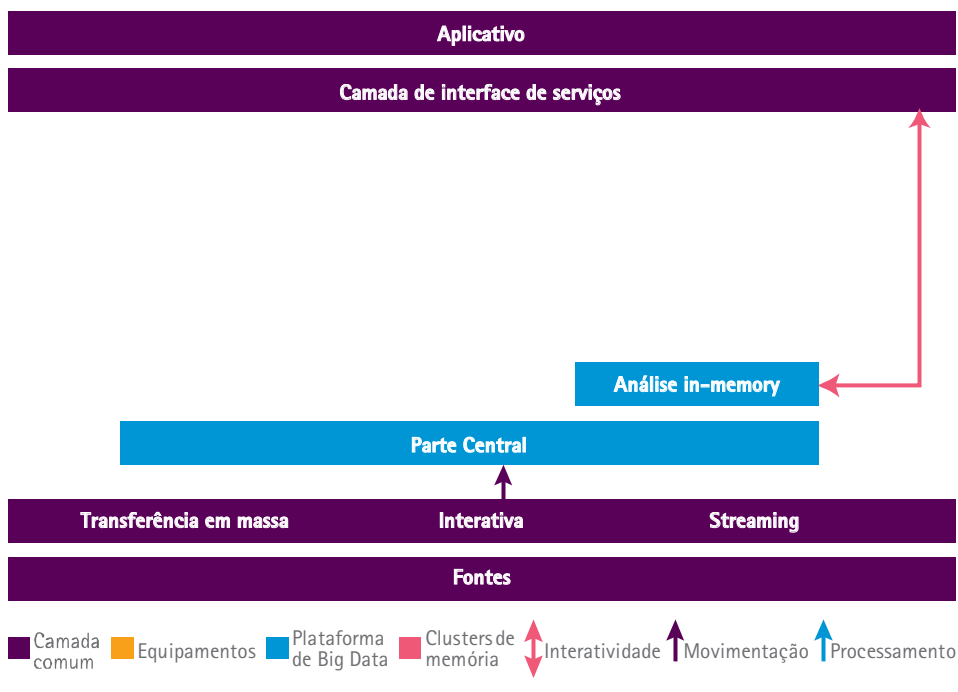 Aplicativo
Camada de interface de serviços
Análise in-memory
Parte Central
Transferência em massa Interativa Streaming
Fontes
Camada comum
Equipamentos
Plataforma de Big Data
Clusters de memória
Interatividade
Movimentação
Processamento